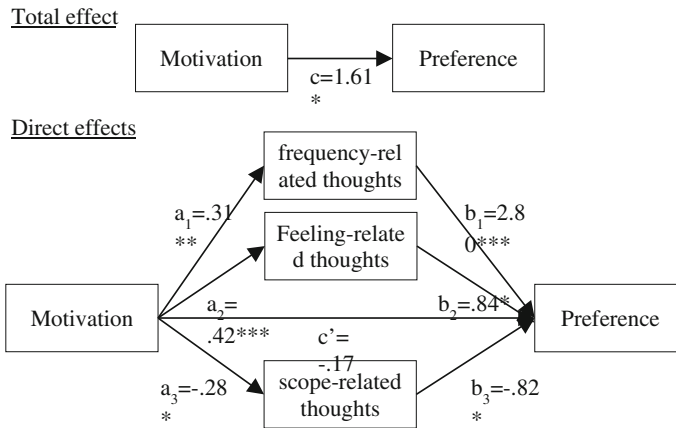 Total effect
Motivation
Preference
c=1.61
*
Direct effects
frequency-rel
ated thoughts
a1=.31
**
b1=2.8
0***
Feeling-relate
d thoughts
Motivation
Preference
a2=
.42***
b2=.84*
c'=
-.17
a3=-.28
*
scope-related
thoughts
b3=-.82
*